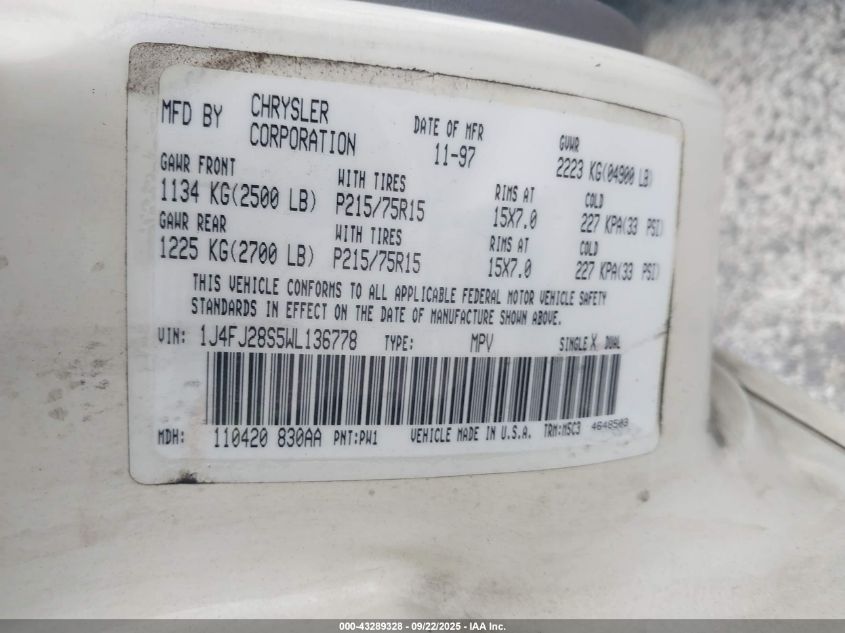 MFD BY CHRYSLER CORPORATION DATE OF MFR 11-97 GVWR 2223 KG(04900 LB)
GAWR FRONT WITH TIRES RIMS AT COLD
1134 KG(2500 LB) P215/75R15 15X7.0 227 KPA(33 PSI)
GAWR REAR WITH TIRES RIMS AT COLD
1225 KG(2700 LB) P215/75R15 15X7.0 227 KPA(33 PSI)
THIS VEHICLE CONFORMS TO ALL APPLICABLE FEDERAL MOTOR VEHICLE SAFETY
STANDARDS IN EFFECT ON THE DATE OF MANUFACTURE SHOWN ABOVE.
VIN: 1J4FJ28S5WL136778 TYPE: MPV SINGLE X DUAL
MDH: 110420 830AA PNT:PW1 VEHICLE MADE IN U.S.A. TRM:M5C3 4648503
000-43289328 - 09/22/2025 - IAA Inc.